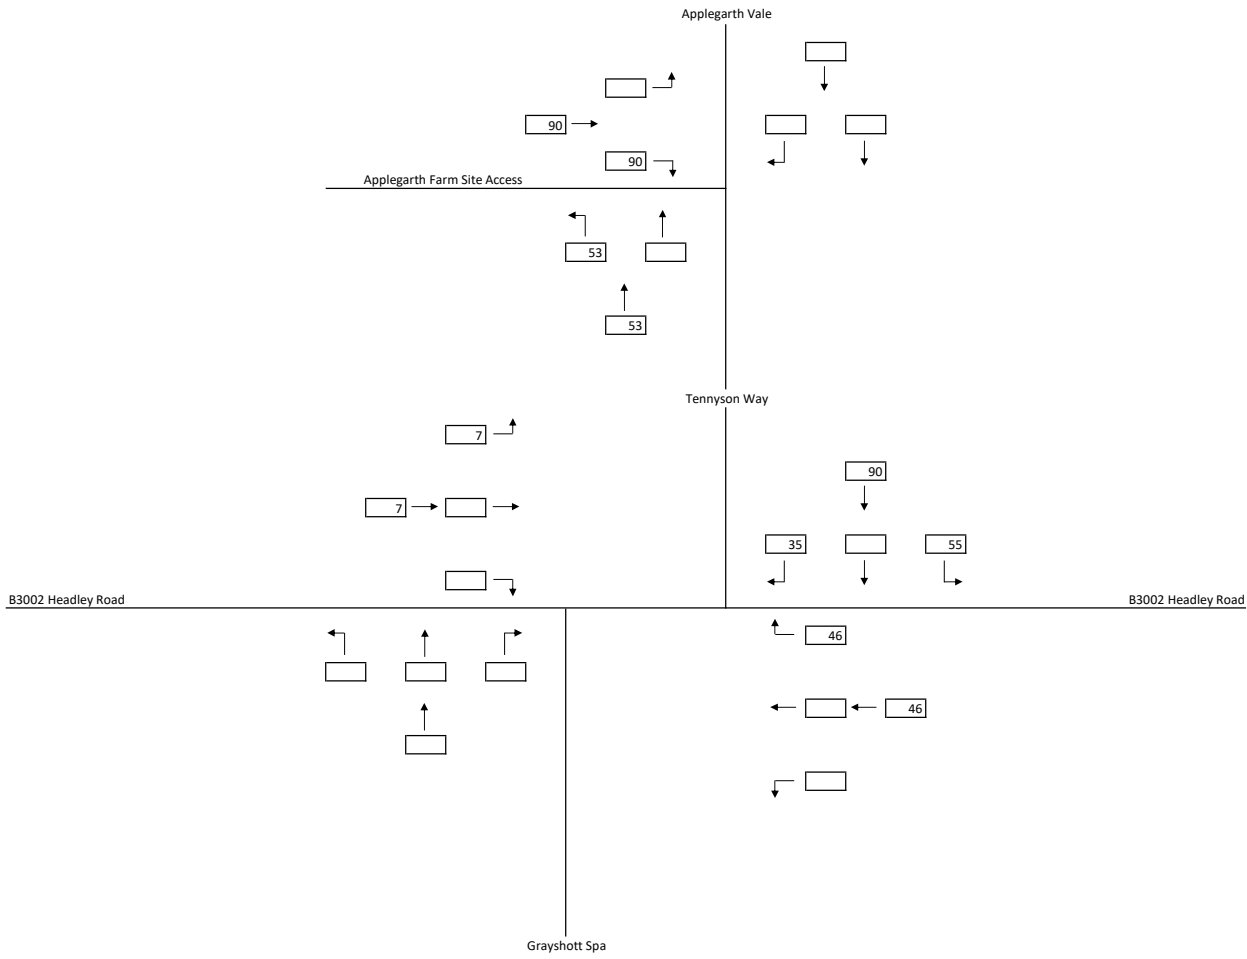 Applegarth Vale
90
90
Applegarth Farm Site Access
53
53
Tennyson Way
7
90
7
35
55
B3002 Headley Road
B3002 Headley Road
46
46
Grayshott Spa